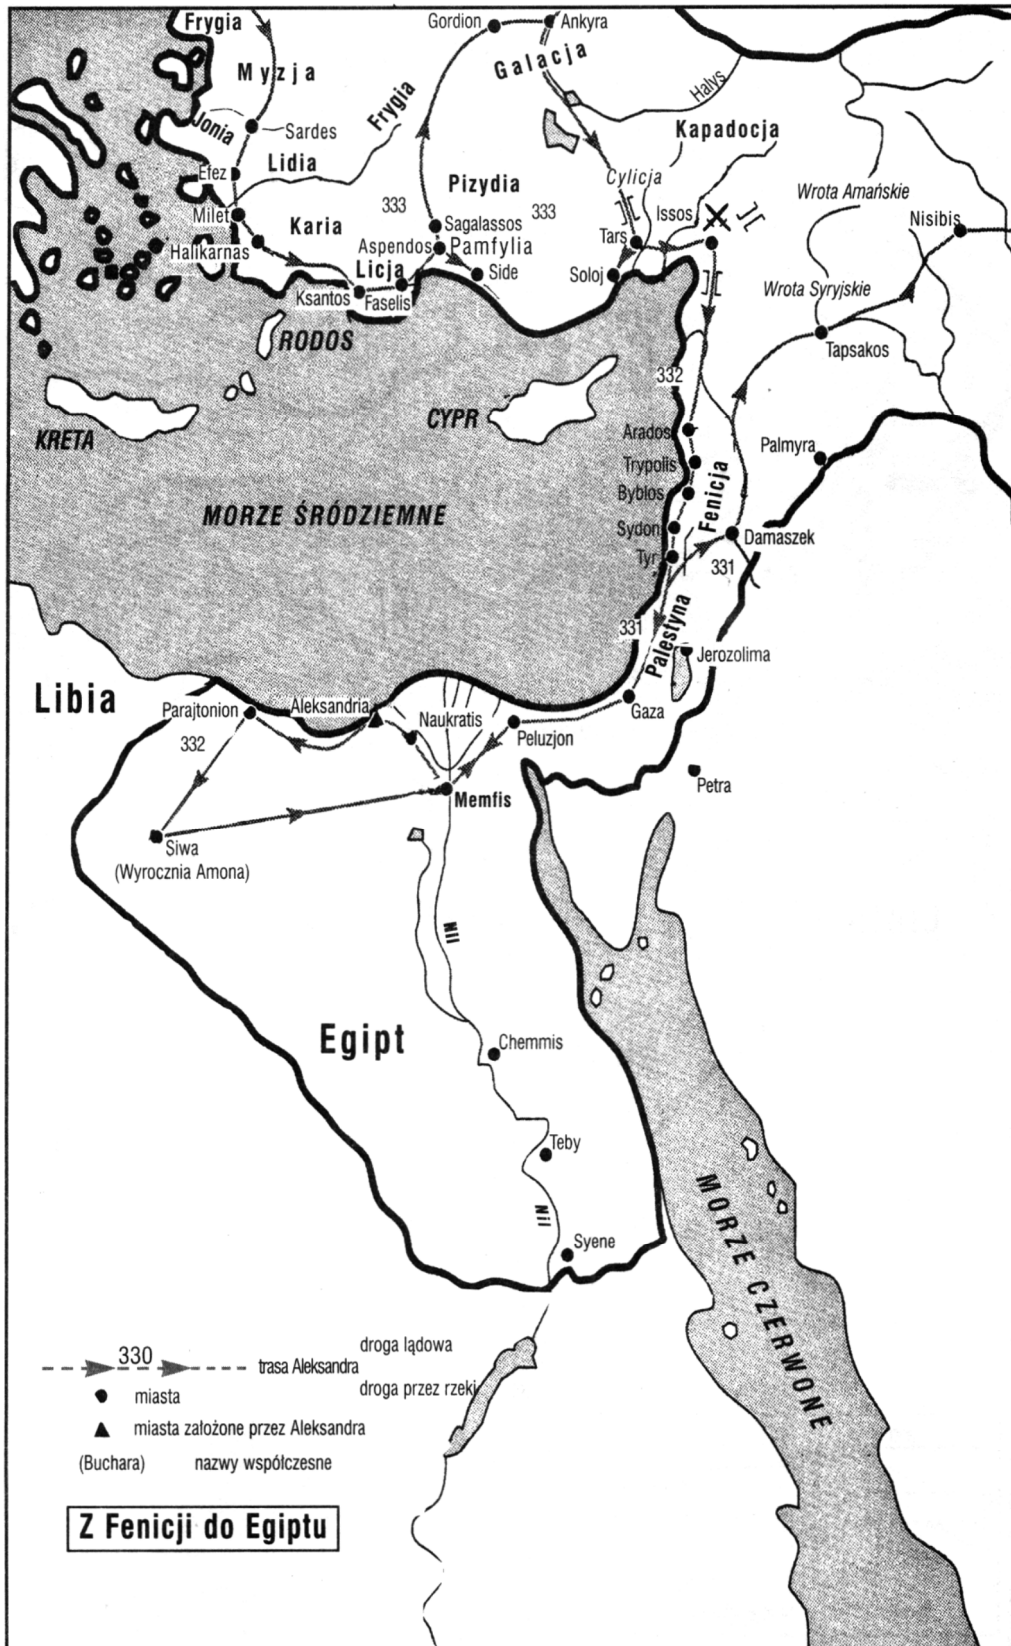 Frygia
Gordion
Ankyra
Galacja
Myzja
Frygia
Halys
Jonia
Sardes
Kapadocja
Efez
Lidia
Pizydia
Cylicja
Wrota Amańskie
Milet
Karia
333
Sagalassos
333
Issos
Nisibis
Halikarnas
Aspendos
Pamfylia
Tars
Licja
Side
Soloj
Ksantos
Faselis
Wrota Syryjskie
RODOS
Tapsakos
332
KRETA
CYPR
Arados
Palmyra
Trypolis
Byblos
Fenicja
MORZE ŚRÓDZIEMNE
Sydon
Damaszek
Tyr
331
331
Palestyna
Jerozolima
Libia
Parajtonion
Aleksandria
Naukratis
Gaza
Peluzjon
332
Petra
Memfis
Siwa
(Wyrocznia Amona)
Nil
Egipt
Chemmis
Teby
Nil
Syene
MORZE CZERWONE
330
trasa Aleksandra
droga lądowa
miasta
droga przez rzeki
miasta założone przez Aleksandra
(Buchara) nazwy współczesne
Z Fenicji do Egiptu